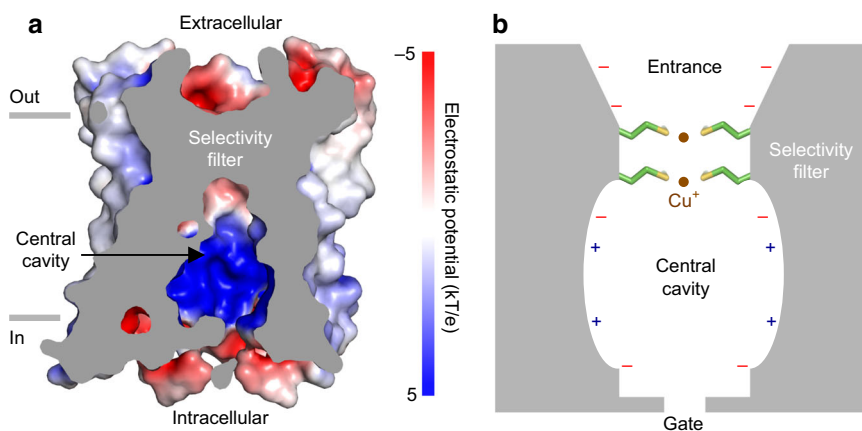 a
Extracellular
Out
Selectivity
filter
Central
cavity
In
Intracellular
–5
Electrostatic potential (kT/e)
5
b
–
–
Entrance
–
–
Selectivity
filter
Cu+
–
–
+
+
Central
cavity
+
+
–
–
Gate